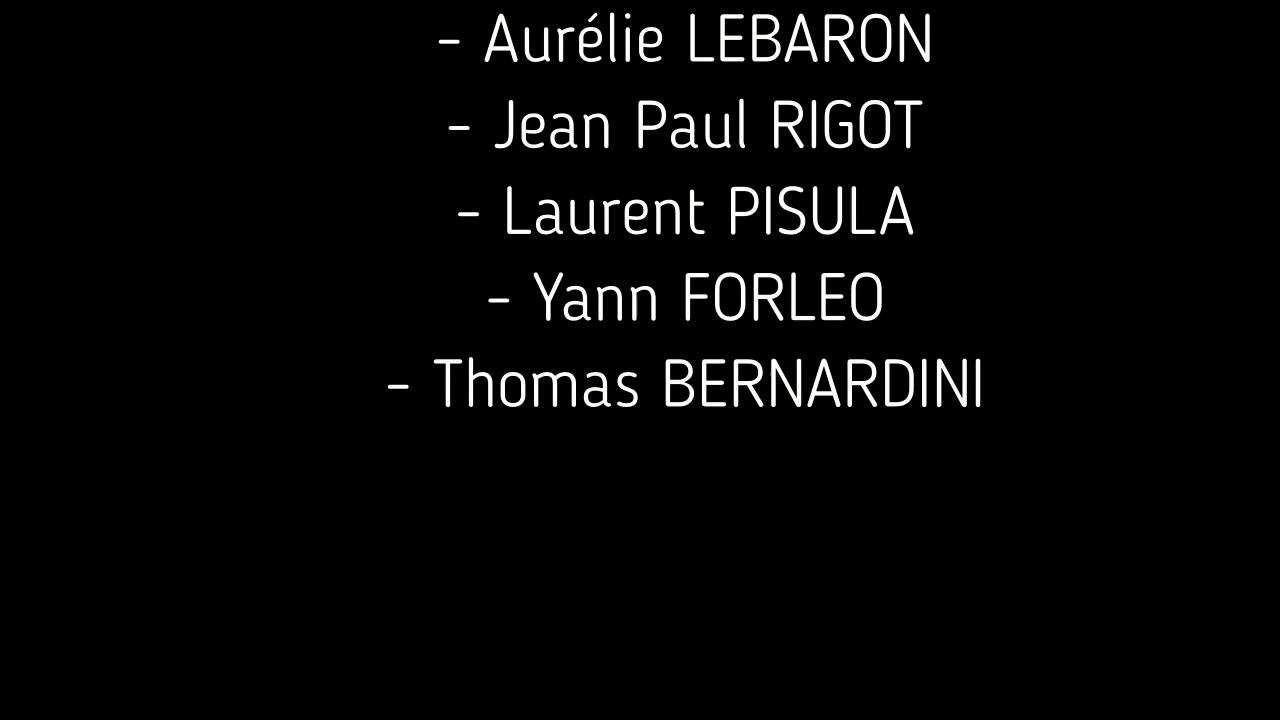 - Aurélie LEBARON
- Jean Paul RIGOT
- Laurent PISULA
- Yann FORLEO
- Thomas BERNARDINI